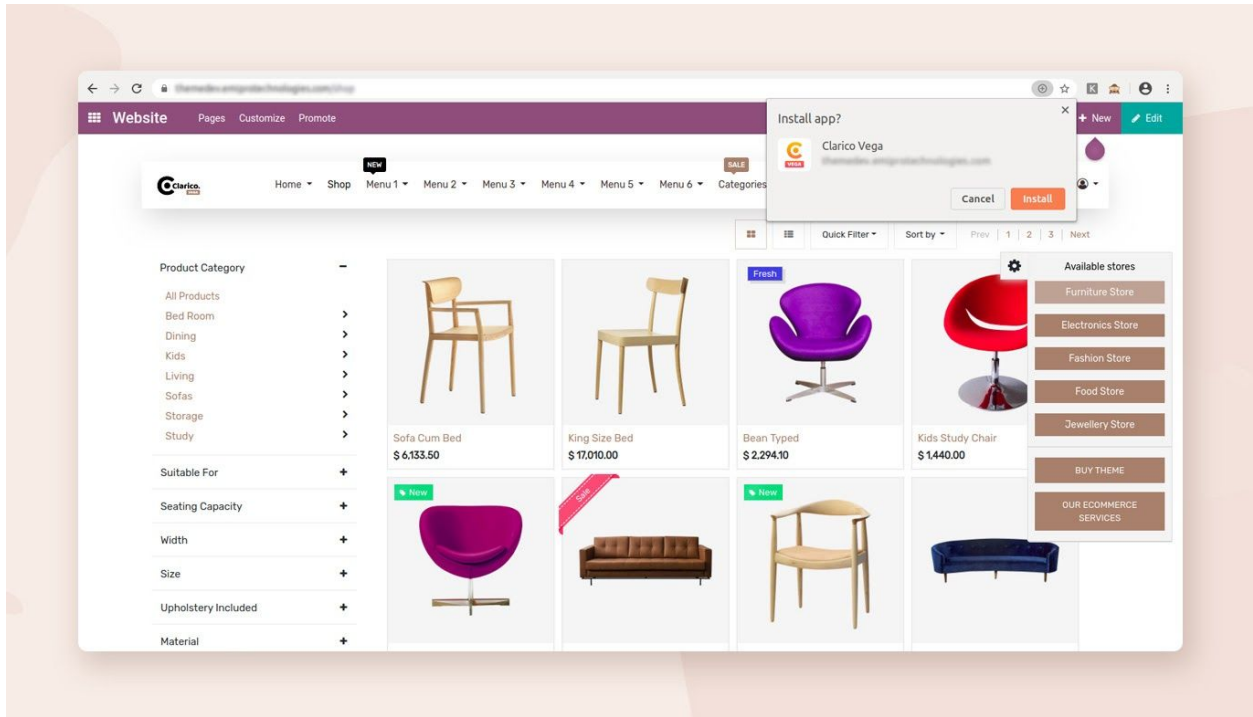 Website
Pages Customize Promote
+ New
Edit
Install app?
Clarico Vega
VEGA
Cancel Install
Clarico.
NEW
SALE
Home Shop Menu 1 Menu 2 Menu 3 Menu 4 Menu 5 Menu 6 Categories
Quick Filter Sort by Prev | 1 | 2 | 3 | Next
Product Category
All Products
Bed Room
Dining
Kids
Living
Sofas
Storage
Study
Suitable For
Seating Capacity
Width
Size
Upholstery Included
Material
Fresh
Sofa Cum Bed
$ 6,133.50
King Size Bed
$ 17,010.00
Bean Typed
$ 2,294.10
Kids Study Chair
$ 1,440.00
New
Sale
New
Available stores
Furniture Store
Electronics Store
Fashion Store
Food Store
Jewellery Store
BUY THEME
OUR ECOMMERCE
SERVICES